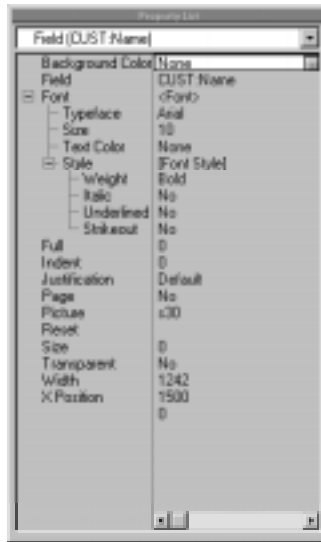 Property List
Field (CUST:Name)
Background Color None
Field CUST:Name
Font <Font>
Typeface Arial
Size 10
Text Color None
Style [Font Style]
Weight Bold
Italic No
Underlined No
Strikeout No
Full 0
Indent 0
Justification Default
Page No
Picture s30
Reset
Size 0
Transparent No
Width 1242
X Position 1500
0